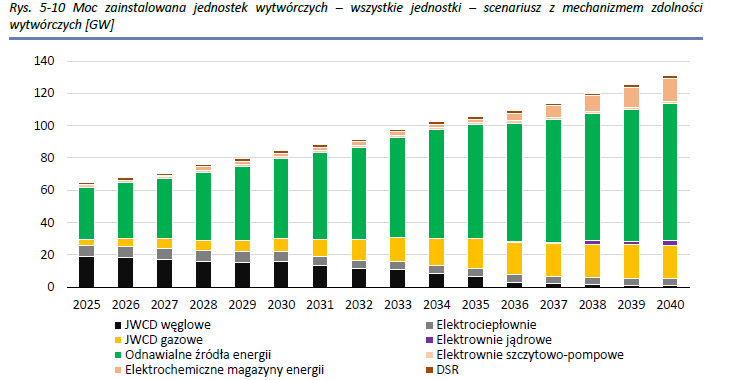 Rys. 5-10 Moc zainstalowana jednostek wytwórczych – wszystkie jednostki – scenariusz z mechanizmem zdolności
wytwórczych [GW]
140
120
100
80
60
40
20
0
2025 2026 2027 2028 2029 2030 2031 2032 2033 2034 2035 2036 2037 2038 2039 2040
JWCD węglowe Elektrociepłownie
JWCD gazowe Elektrownie jądrowe
Odnawialne źródła energii Elektrownie szczytowo-pompowe
Elektrochemiczne magazyny energii DSR